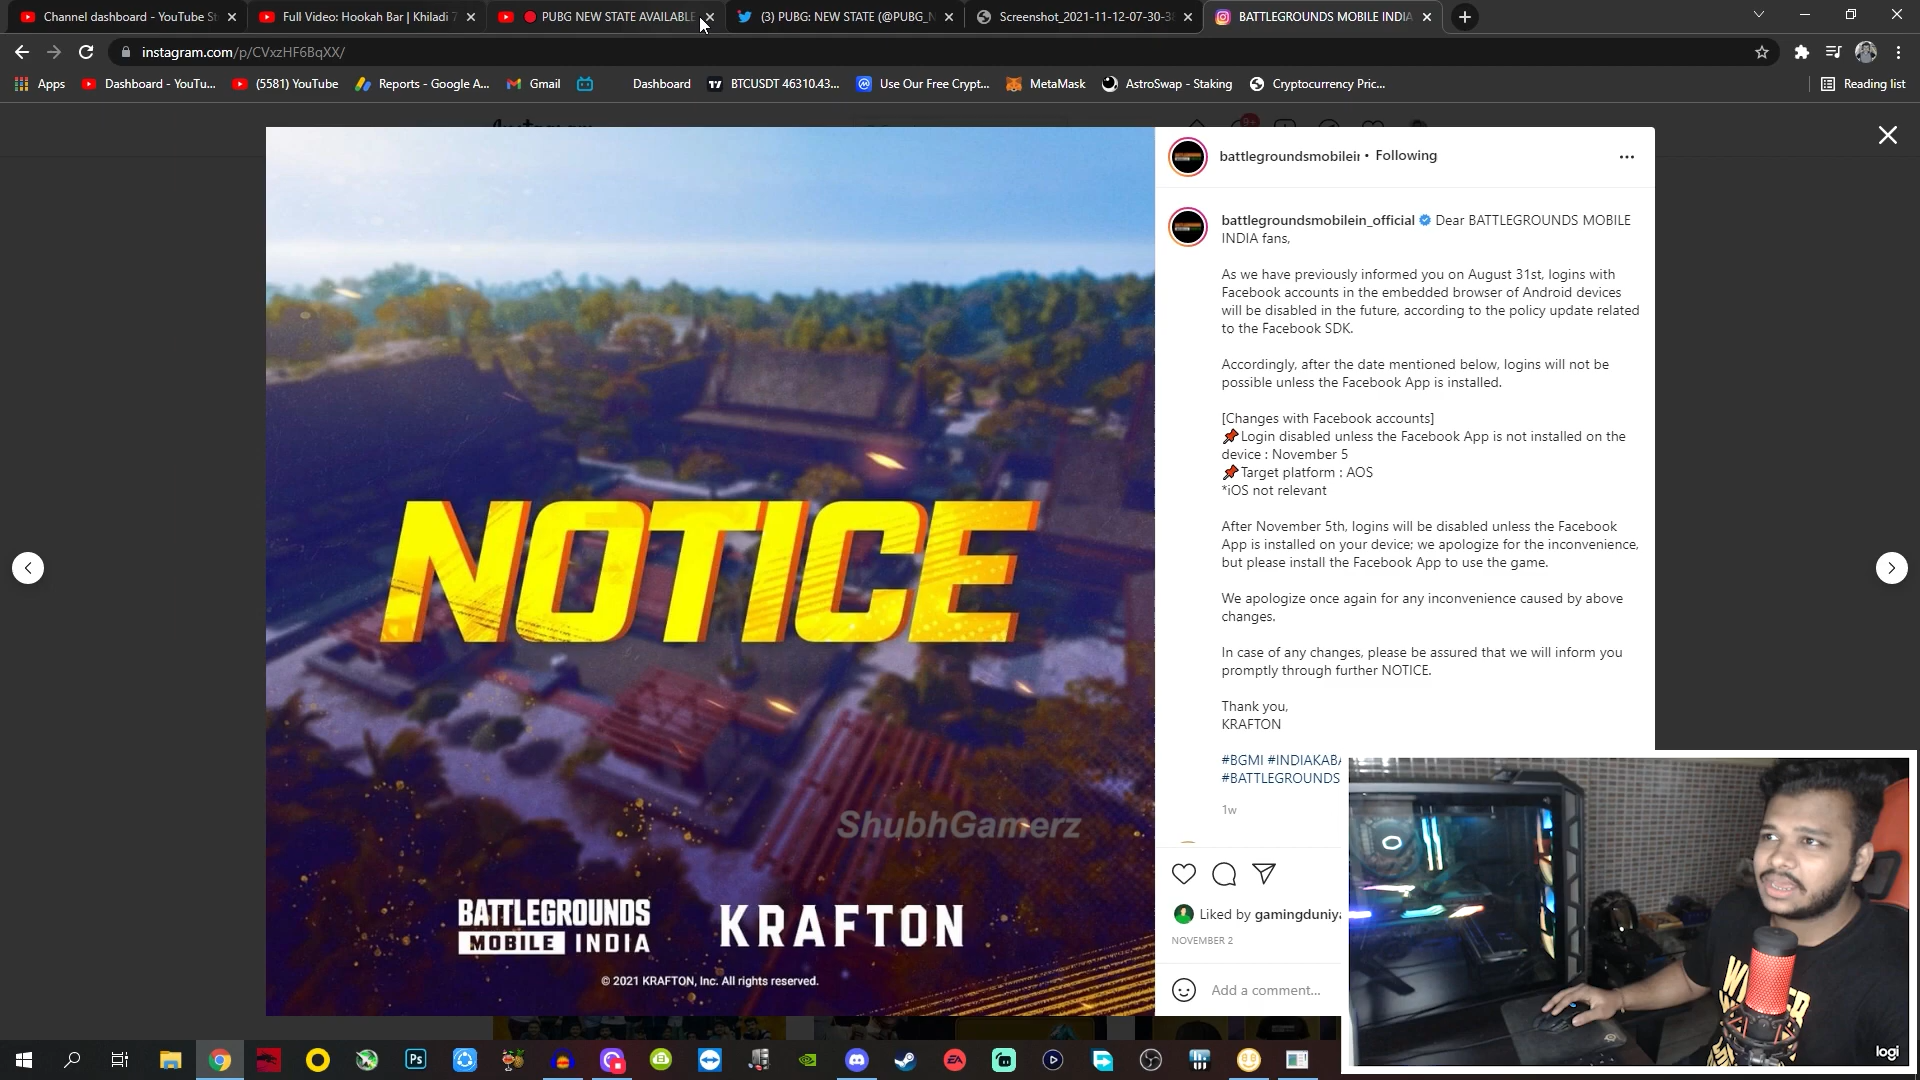 Channel dashboard - YouTube St
Full Video: Hookah Bar | Khiladi 7
PUBG NEW STATE AVAILABLE
(3) PUBG: NEW STATE (@PUBG_N
Screenshot_2021-11-12-07-30-38
BATTLEGROUNDS MOBILE INDIA
instagram.com/p/CVxzHF6BqXX/
Apps
Dashboard - YouTu...
(5581) YouTube
Reports - Google A...
Gmail
Dashboard
BTCUSDT 46310.43...
Use Our Free Crypt...
MetaMask
AstroSwap - Staking
Cryptocurrency Pric...
Reading list
battlegroundsmobilein • Following
battlegroundsmobilein_official Dear BATTLEGROUNDS MOBILE
INDIA fans,
As we have previously informed you on August 31st, logins with
Facebook accounts in the embedded browser of Android devices
will be disabled in the future, according to the policy update related
to the Facebook SDK.
Accordingly, after the date mentioned below, logins will not be
possible unless the Facebook App is installed.
[Changes with Facebook accounts]
📌Login disabled unless the Facebook App is not installed on the
device : November 5
📌Target platform : AOS
*iOS not relevant
After November 5th, logins will be disabled unless the Facebook
App is installed on your device; we apologize for the inconvenience,
but please install the Facebook App to use the game.
We apologize once again for any inconvenience caused by above
changes.
In case of any changes, please be assured that we will inform you
promptly through further NOTICE.
Thank you,
KRAFTON
#BGMI #INDIAKABA
#BATTLEGROUNDS
1w
Liked by gamingduniya
NOVEMBER 2
Add a comment...
NOTICE
ShubhGamerz
BATTLEGROUNDS
MOBILE INDIA
KRAFTON
© 2021 KRAFTON, Inc. All rights reserved.
logi